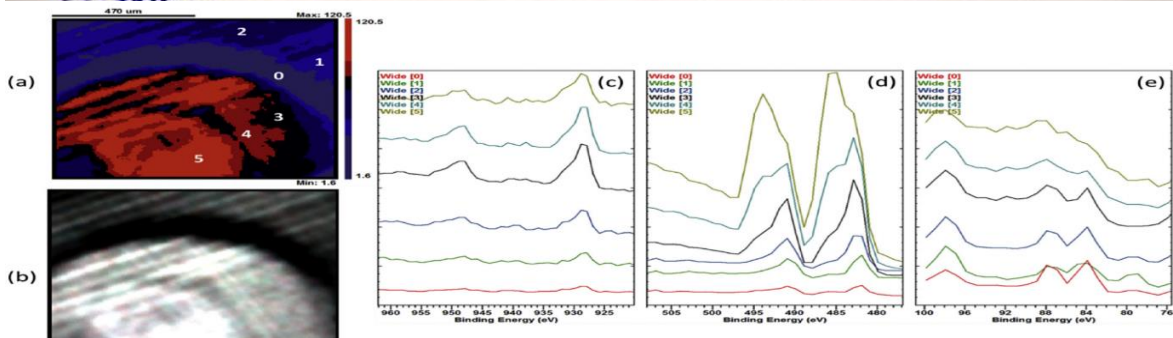 470 um
Max: 120.5
120.5
2
1
0
3
4
5
1.6
Min: 1.6
(a)
(b)
Wide [0]
Wide [1]
Wide [2]
Wide [3]
Wide [4]
Wide [5]
(c)
960 955 950 945 940 935 930 925
Binding Energy (eV)
Wide [0]
Wide [1]
Wide [2]
Wide [3]
Wide [4]
Wide [5]
(d)
505 500 495 490 485 480 476
Binding Energy (eV)
Wide [0]
Wide [1]
Wide [2]
Wide [3]
Wide [4]
Wide [5]
(e)
100 96 92 88 84 80 76
Binding Energy (eV)